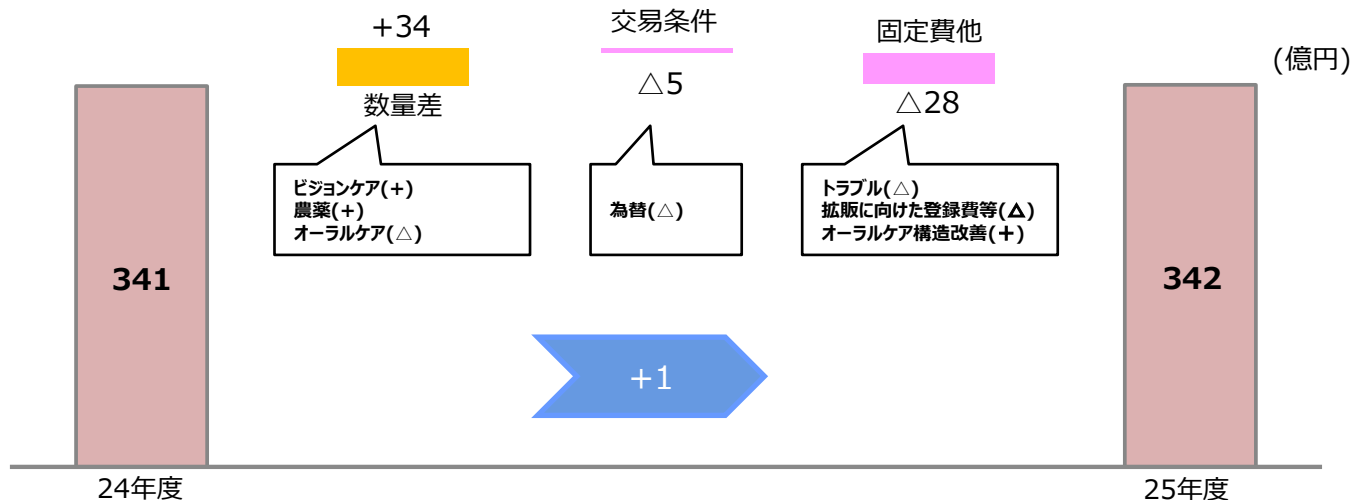 +34
数量差
交易条件
△5
固定費他
△28
(億円)
ビジョンケア(+)
農薬(+)
オーラルケア(△)
為替(△)
トラブル(△)
拡販に向けた登録費等(△)
オーラルケア構造改善(+)
341
342
+1
24年度
25年度